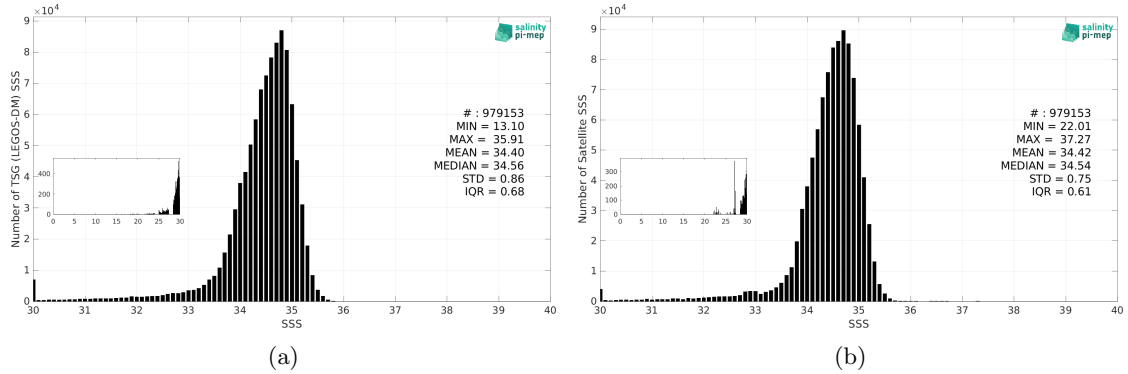 ×10⁴
9
8
7
6
5
4
3
2
1
0
Number of TSG (LEGOS-DM) SSS
salinity
pi-mep
# : 979153
MIN = 13.10
MAX = 35.91
MEAN = 34.40
MEDIAN = 34.56
STD = 0.86
IQR = 0.68
400
200
0
0 5 10 15 20 25 30
30 31 32 33 34 35 36 37 38 39 40
SSS
(a)
×10⁴
9
8
7
6
5
4
3
2
1
0
Number of Satellite SSS
salinity
pi-mep
# : 979153
MIN = 22.01
MAX = 37.27
MEAN = 34.42
MEDIAN = 34.54
STD = 0.75
IQR = 0.61
300
200
100
0
0 5 10 15 20 25 30
30 31 32 33 34 35 36 37 38 39 40
SSS
(b)